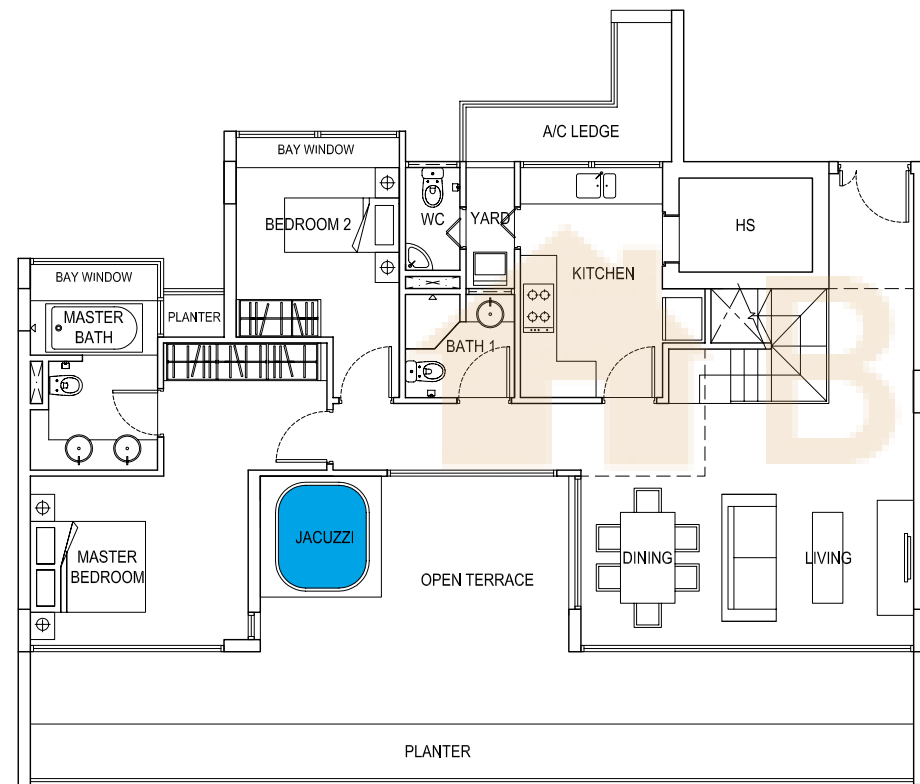 A/C LEDGE
BAY WINDOW
BEDROOM 2
WC
YARD
HS
KITCHEN
BAY WINDOW
MASTER
BATH
PLANTER
BATH 1
JACUZZI
MASTER
BEDROOM
OPEN TERRACE
DINING
LIVING
PLANTER
B